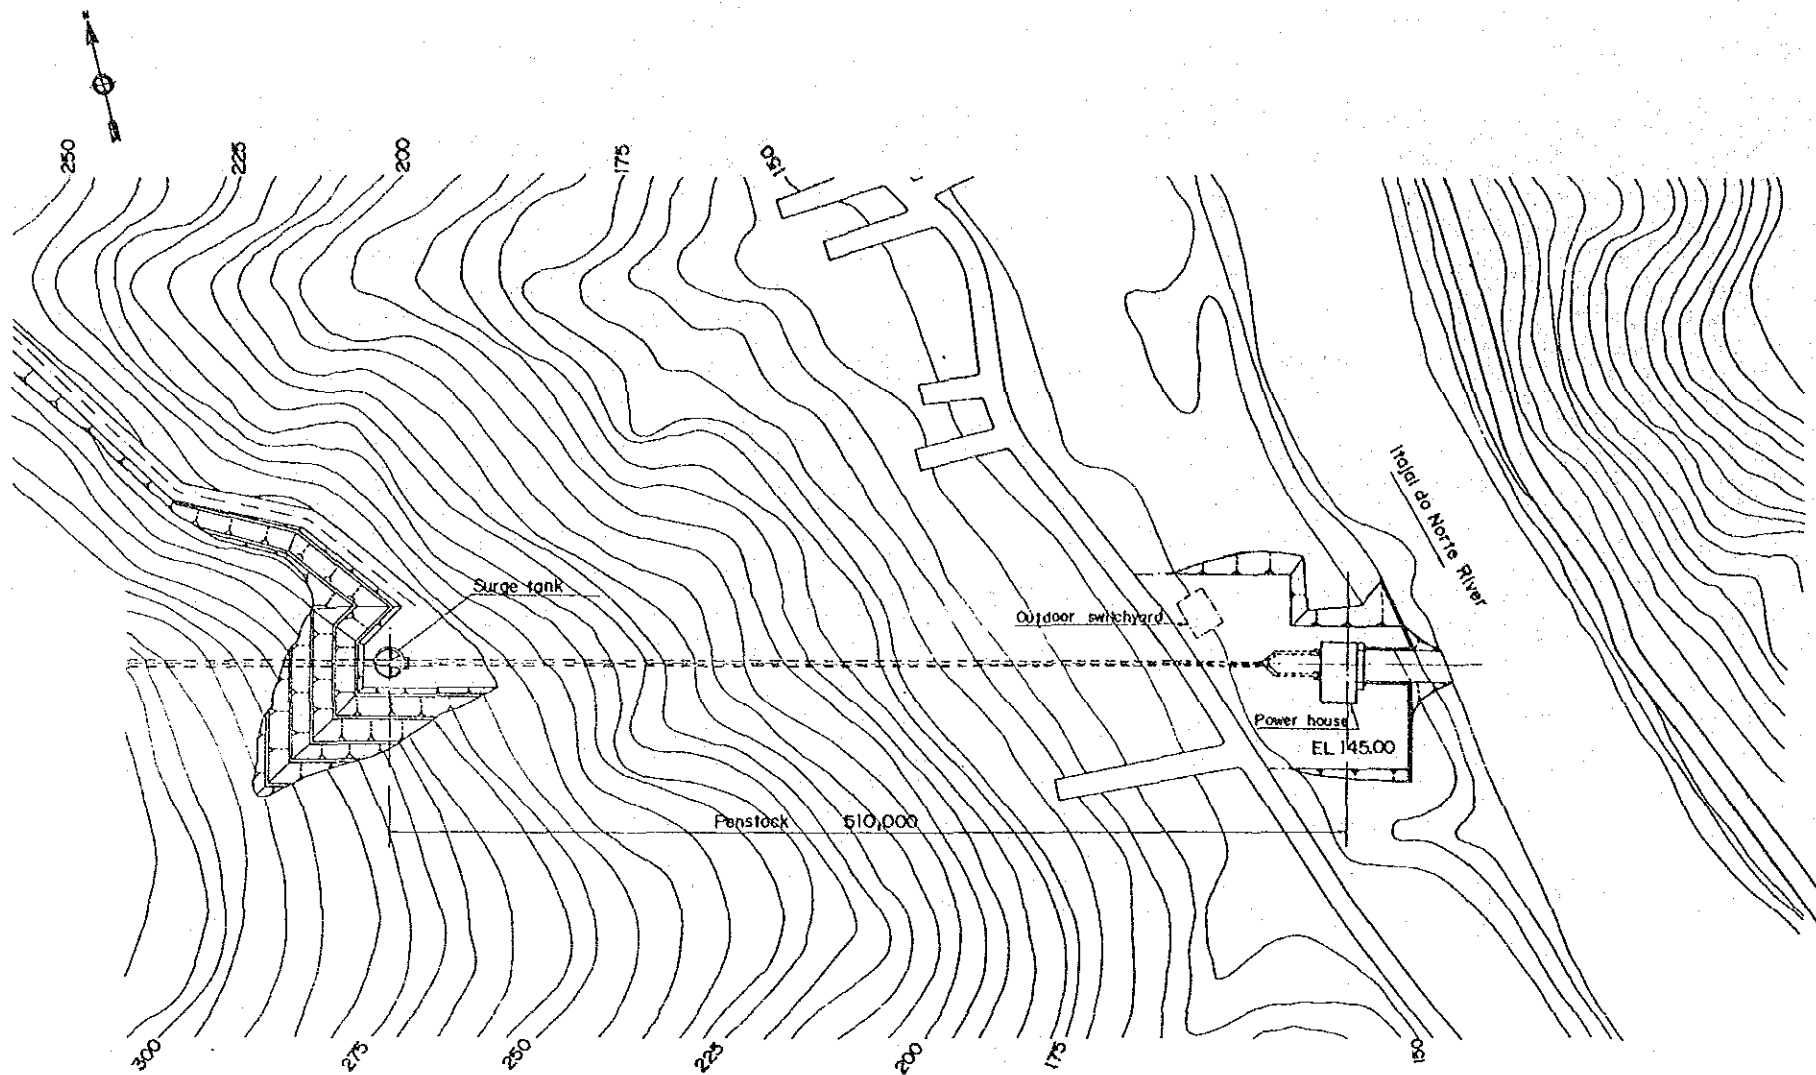 250
225
200
175
150
Itajaí do Norte River
Surge tank
Outdoor switchyard
Power house
EL 145.00
Penstock 510,000
300
275
250
225
200
175
150